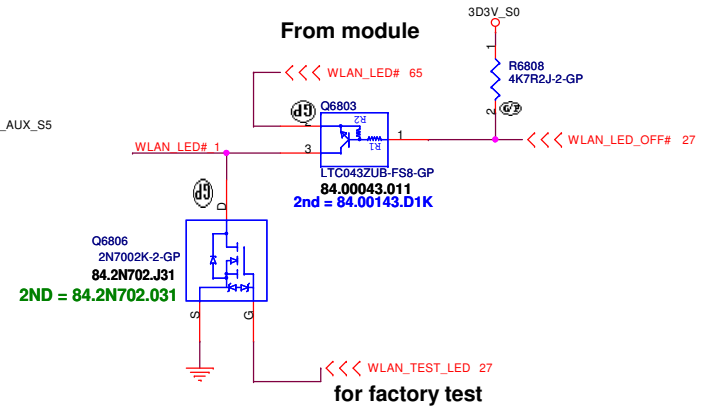 3D3V_S0
From module
1
R6808
4K7R2J-2-GP
2
G/P
WLAN_LED# 65
GP
Q6803
R2
R1
_AUX_S5
WLAN_LED#_1
3
1
WLAN_LED_OFF# 27
LTC043ZUB-FS8-GP
84.00043.011
2nd = 84.00143.D1K
GP
D
Q6806
2N7002K-2-GP
84.2N702.J31
2ND = 84.2N702.031
S
G
WLAN_TEST_LED 27
for factory test